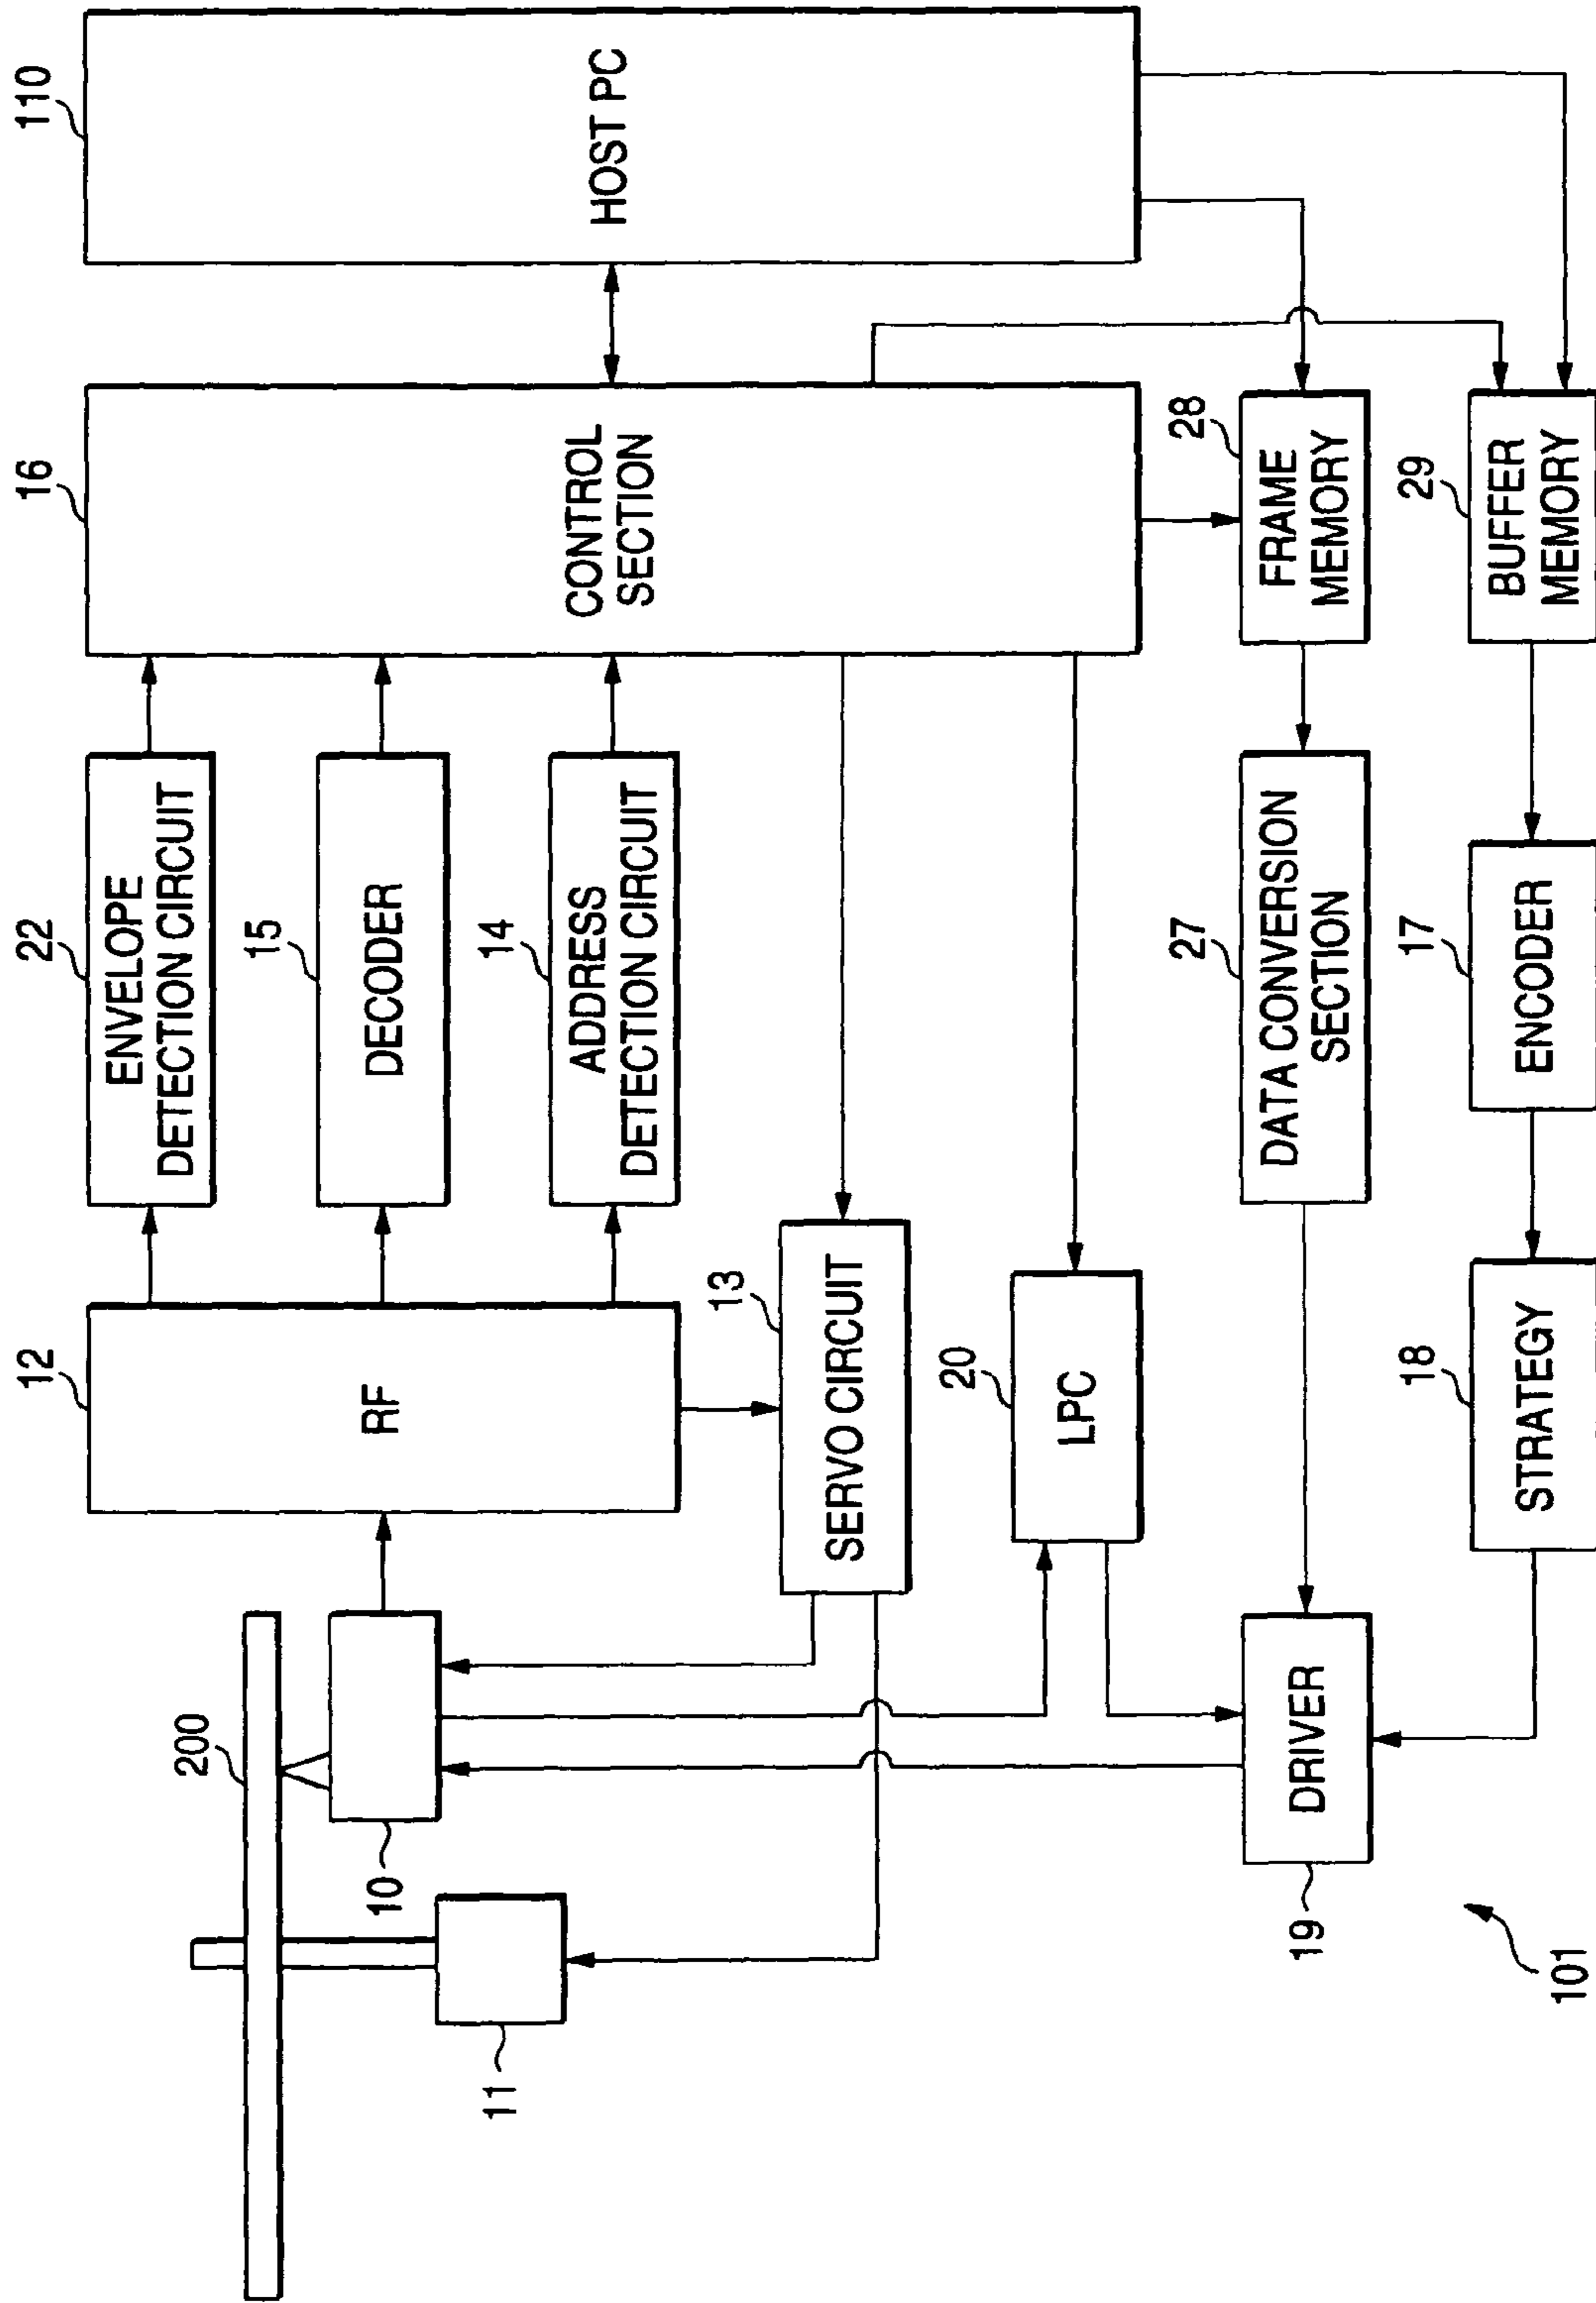 200
10
11
12
RF
22
ENVELOPE
DETECTION CIRCUIT
15
DECODER
14
ADDRESS
DETECTION CIRCUIT
16
CONTROL
SECTION
110
HOST PC
13
SERVO CIRCUIT
20
LPC
19
DRIVER
27
DATA CONVERSION
SECTION
28
FRAME
MEMORY
18
STRATEGY
17
ENCODER
29
BUFFER
MEMORY
101